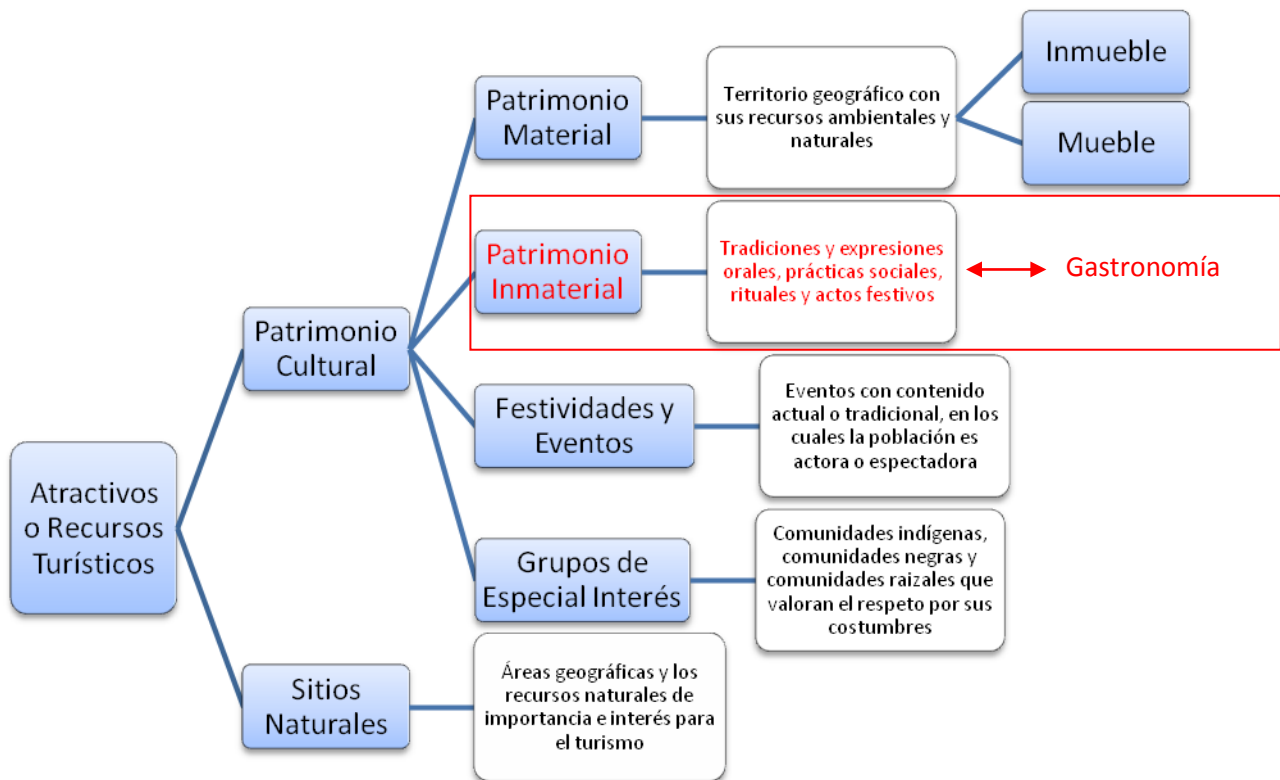 Atractivos
o Recursos
Turísticos
Patrimonio
Cultural
Patrimonio
Material
Territorio geográfico con
sus recursos ambientales y
naturales
Inmueble
Mueble
Patrimonio
Inmaterial
Tradiciones y expresiones
orales, prácticas sociales,
rituales y actos festivos
Gastronomía
Festividades y
Eventos
Eventos con contenido
actual o tradicional, en los
cuales la población es
actora o espectadora
Grupos de
Especial Interés
Comunidades indígenas,
comunidades negras y
comunidades raizales que
valoran el respeto por sus
costumbres
Sitios
Naturales
Áreas geográficas y los
recursos naturales de
importancia e interés para
el turismo